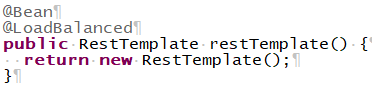 @Bean
@LoadBalanced
public RestTemplate restTemplate() {
  return new RestTemplate();
}